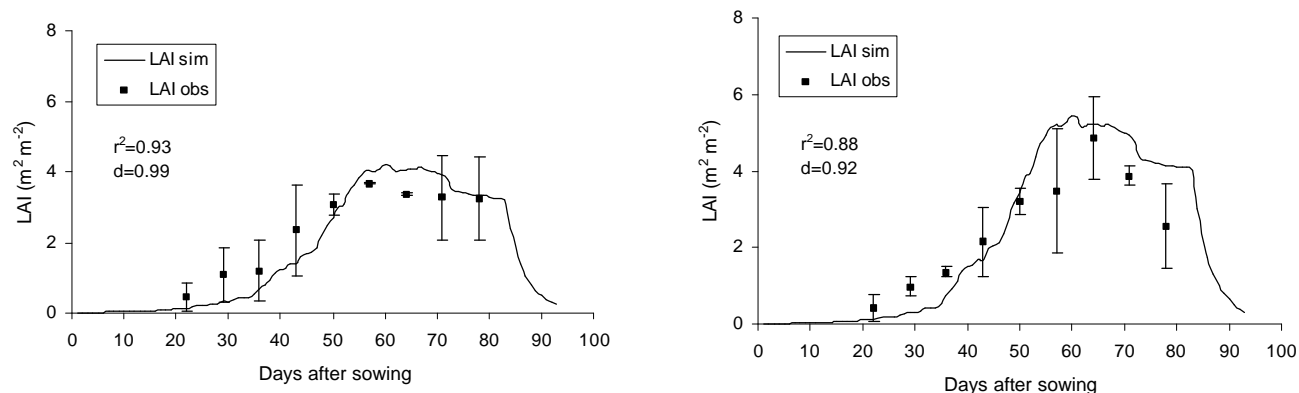 8
6
4
2
0
LAI (m² m⁻²)
LAI sim
LAI obs
r²=0.93
d=0.99
0 10 20 30 40 50 60 70 80 90 100
Days after sowing
8
6
4
2
0
LAI (m² m⁻²)
LAI sim
LAI obs
r²=0.88
d=0.92
0 10 20 30 40 50 60 70 80 90 100
Days after sowing